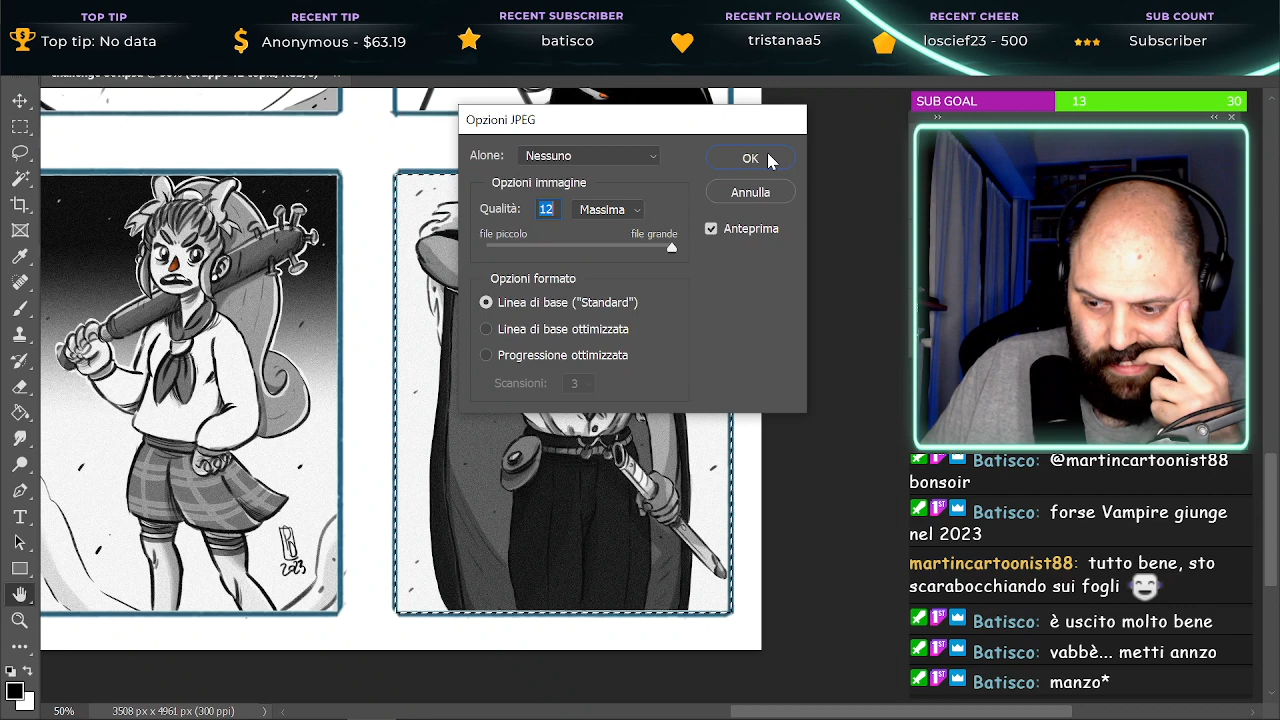 TOP TIP
Top tip: No data
RECENT TIP
Anonymous - $63.19
RECENT SUBSCRIBER
batisco
RECENT FOLLOWER
tristanaa5
RECENT CHEER
loscief23 - 500
SUB COUNT
Subscriber
SUB GOAL 13 30
Opzioni JPEG
Alone: Nessuno
OK
Opzioni immagine
Annulla
Qualità: 12 Massima
Anteprima
file piccolo file grande
Opzioni formato
Linea di base ("Standard")
Linea di base ottimizzata
Progressione ottimizzata
Scansioni: 3
2023
Batisco: @martincartoonist88
bonsoir
Batisco: forse Vampire giunge
nel 2023
martincartoonist88: tutto bene, sto
scarabocchiando sui fogli
Batisco: è uscito molto bene
Batisco: vabbè... metti annzo
Batisco: manzo*
50% 3508 px x 4961 px (300 ppi)